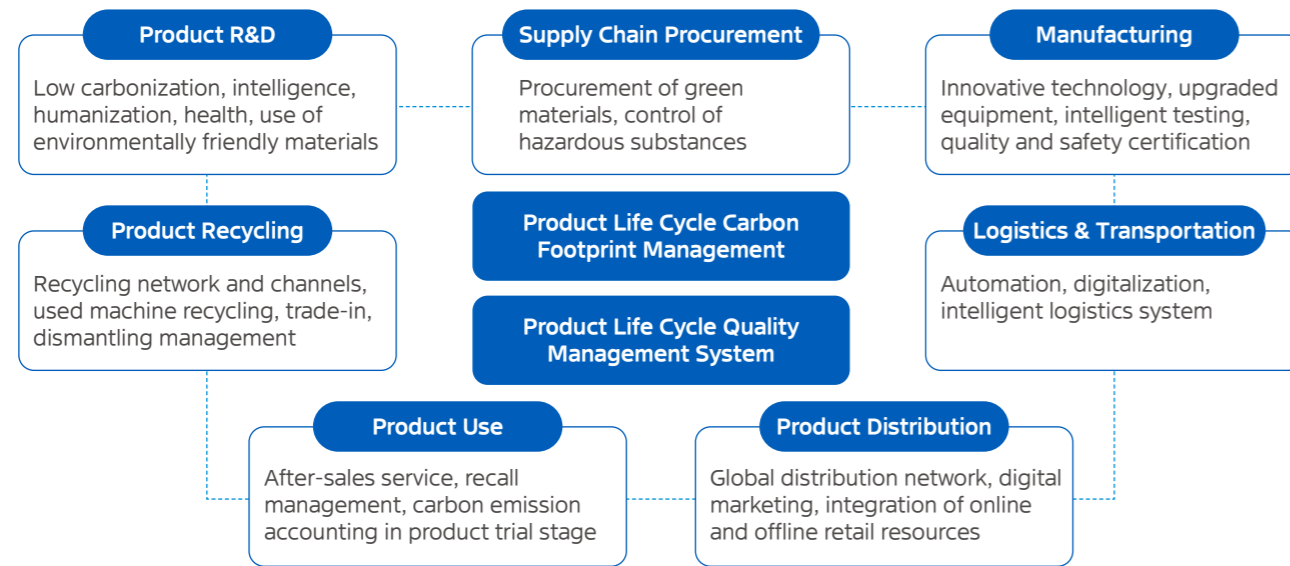 Product R&D
Low carbonization, intelligence,
humanization, health, use of
environmentally friendly materials
Supply Chain Procurement
Procurement of green
materials, control of
hazardous substances
Manufacturing
Innovative technology, upgraded
equipment, intelligent testing,
quality and safety certification
Product Recycling
Recycling network and channels,
used machine recycling, trade-in,
dismantling management
Product Life Cycle Carbon
Footprint Management
Product Life Cycle Quality
Management System
Logistics & Transportation
Automation, digitalization,
intelligent logistics system
Product Use
After-sales service, recall
management, carbon emission
accounting in product trial stage
Product Distribution
Global distribution network, digital
marketing, integration of online
and offline retail resources